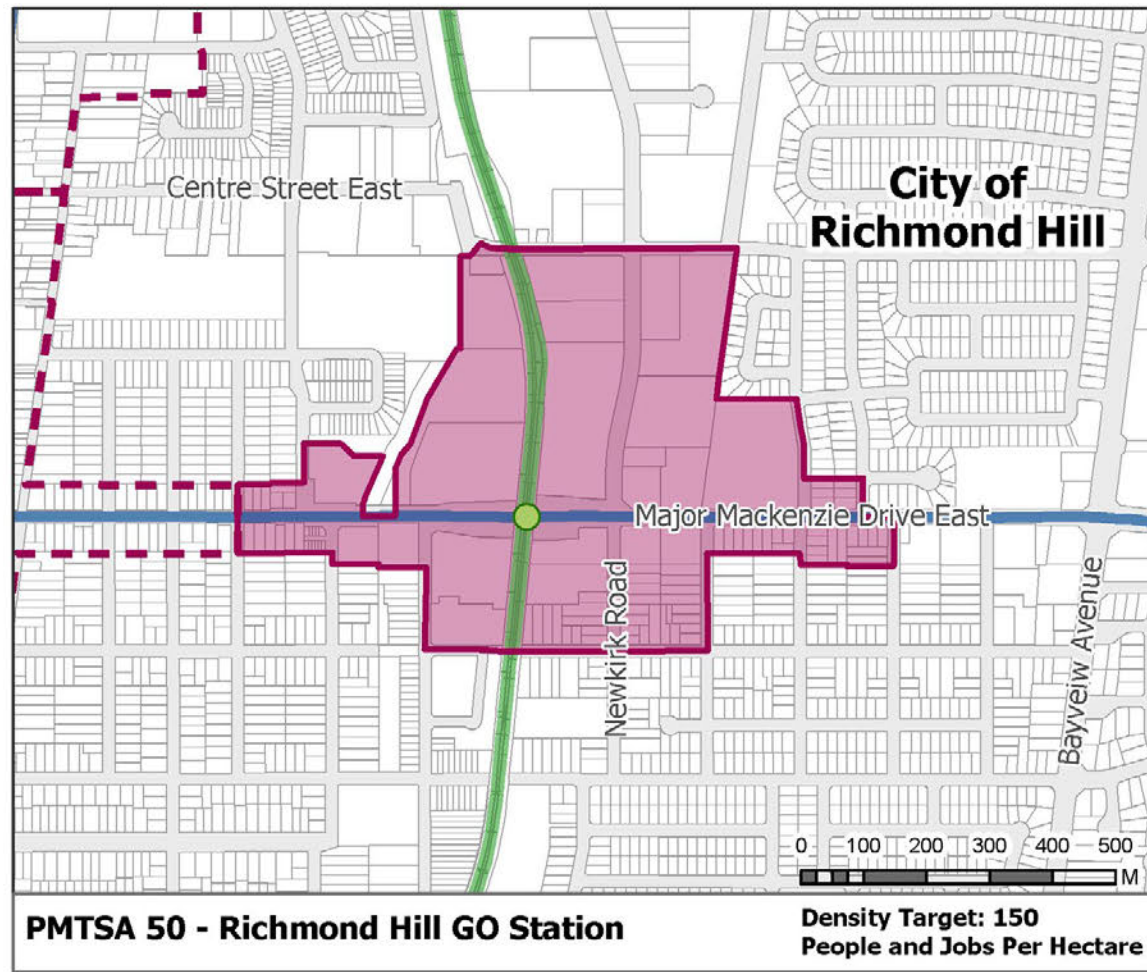 Centre Street East
City of
Richmond Hill
Major Mackenzie Drive East
Newkirk Road
Bayveiw Avenue
0 100 200 300 400 500
M
PMTSA 50 - Richmond Hill GO Station
Density Target: 150
People and Jobs Per Hectare